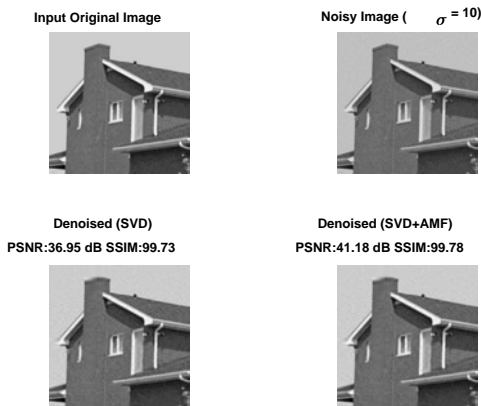 Input Original Image
Noisy Image ( σ = 10)
Denoised (SVD)
PSNR:36.95 dB SSIM:99.73
Denoised (SVD+AMF)
PSNR:41.18 dB SSIM:99.78